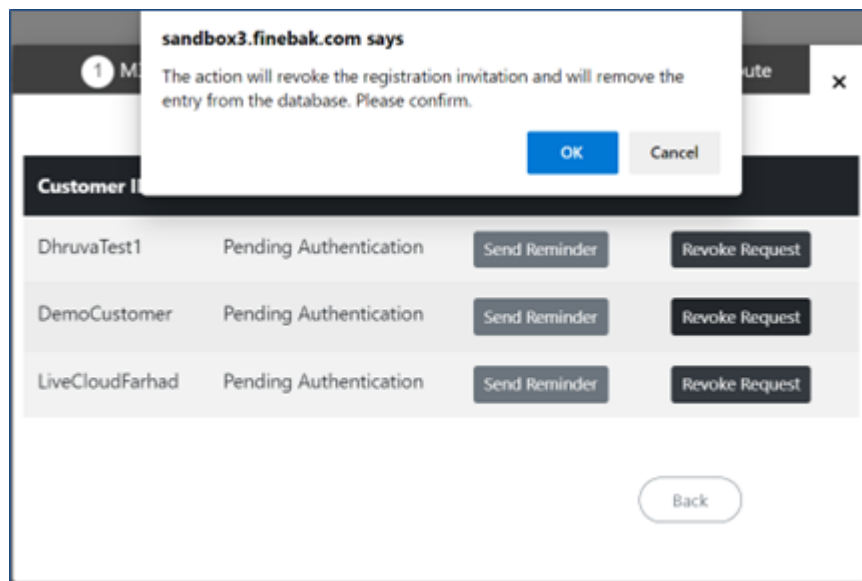 sandbox3.finebak.com says
The action will revoke the registration invitation and will remove the
entry from the database. Please confirm.
OK Cancel
1
Customer
DhruvaTest1 Pending Authentication Send Reminder Revoke Request
DemoCustomer Pending Authentication Send Reminder Revoke Request
LiveCloudFarhad Pending Authentication Send Reminder Revoke Request
Back